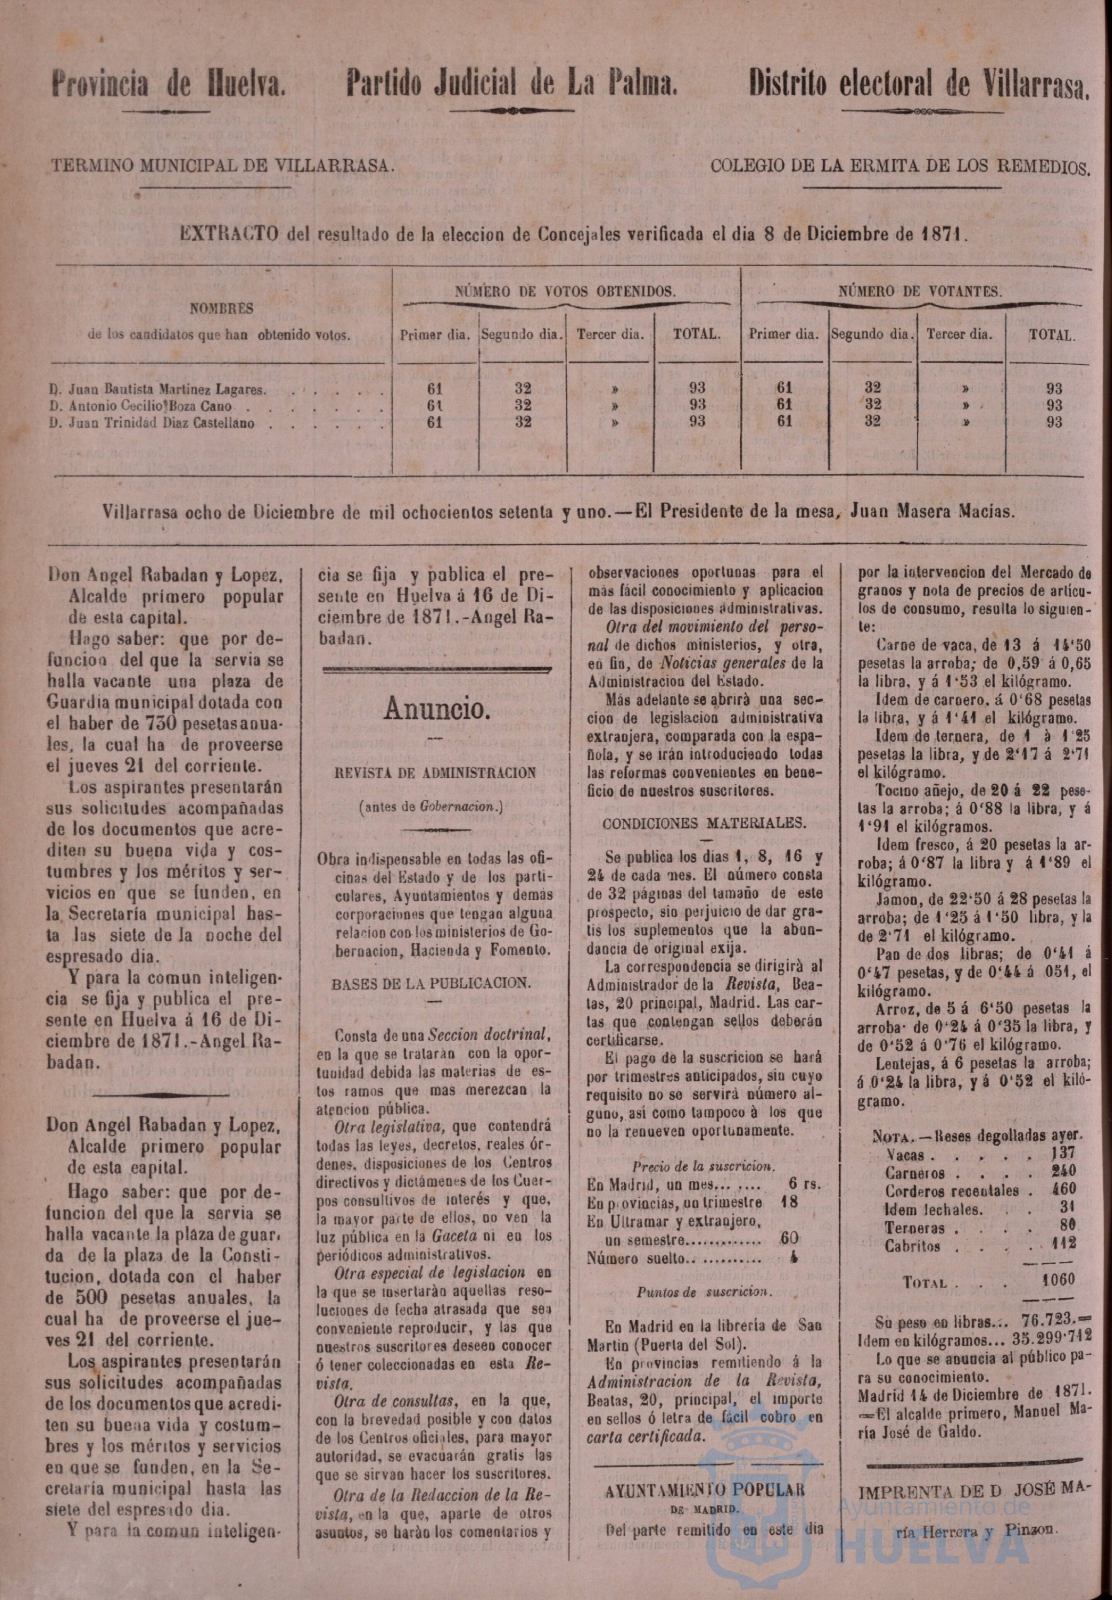 Provincia de Huelva. Partido Judicial de La Palma. Distrito electoral de Villarrasa.
TERMINO MUNICIPAL DE VILLARRASA. COLEGIO DE LA ERMITA DE LOS REMEDIOS.
EXTRACTO del resultado de la eleccion de Concejales verificada el dia 8 de Diciembre de 1871.
NOMBRES
de los candidatos que han obtenido votos.
NÚMERO DE VOTOS OBTENIDOS. NÚMERO DE VOTANTES.
Primer dia. Segundo dia. Tercer dia. TOTAL. Primer dia. Segundo dia. Tercer dia. TOTAL.
D. Juan Bautista Martinez Lagares. . . . . . . 61 32 » 93 61 32 » 93
D. Antonio Cecilio Boza Cano . . . . . . . . 61 32 » 93 61 32 » 93
D. Juan Trinidad Diaz Castellano . . . . . . 61 32 » 93 61 32 » 93
Villarrasa ocho de Diciembre de mil ochocientos setenta y uno.—El Presidente de la mesa, Juan Masera Macías.
Don Angel Rabadan y Lopez,
Alcalde primero popular
de esta capital.
Hago saber: que por de-
funcion del que la servia se
halla vacante una plaza de
Guardia municipal dotada con
el haber de 750 pesetas anua-
les, la cual ha de proveerse
el jueves 21 del corriente.
Los aspirantes presentarán
sus solicitudes acompañadas
de los documentos que acre-
diten su buena vida y cos-
tumbres y los méritos y ser-
vicios en que se funden, en
la Secretaría municipal has-
ta las siete de la noche del
espresado dia.
Y para la comun inteligen-
cia se fija y publica el pre-
sente en Huelva á 16 de Di-
ciembre de 1871.-Angel Ra-
badan.
Don Angel Rabadan y Lopez,
Alcalde primero popular
de esta capital.
Hago saber: que por de-
funcion del que la servia se
halla vacante la plaza de guar-
da de la plaza de la Consti-
tucion, dotada con el haber
de 500 pesetas anuales, la
cual ha de proveerse el jue-
ves 21 del corriente.
Los aspirantes presentarán
sus solicitudes acompañadas
de los documentos que acredi-
ten su buena vida y costum-
bres y los méritos y servicios
en que se funden, en la Se-
cretaría municipal hasta las
siete del espresado dia.
Y para la comun inteligen-
cia se fija y publica el pre-
sente en Huelva á 16 de Di-
ciembre de 1871.-Angel Ra-
badan.
Anuncio.
REVISTA DE ADMINISTRACION
(antes de Gobernacion.)
Obra indispensable en todas las ofi-
cinas del Estado y de los parti-
culares, Ayuntamientos y demás
corporaciones que tengan alguna
relacion con los ministerios de Go-
bernacion, Hacienda y Fomento.
BASES DE LA PUBLICACION.
Consta de una Seccion doctrinal,
en la que se tratarán con la opor-
tunidad debida las materias de es-
tos ramos que mas merezcan la
atencion pública.
Otra legislativa, que contendrá
todas las leyes, decretos, reales ór-
denes, disposiciones de los Centros
directivos y dictámenes de los Cuer-
pos consultivos de interés y que,
la mayor parte de ellos, no ven la
luz pública en la Gaceta ni en los
periódicos administrativos.
Otra especial de legislacion en
la que se insertarán aquellas reso-
luciones de fecha atrasada que sea
conveniente reproducir, y las que
nuestros suscritores deseen conocer
ó tener coleccionadas en esta Re-
vista.
Otra de consultas, en la que,
con la brevedad posible y con datos
de los Centros oficiales, para mayor
autoridad, se evacuarán gratis las
que se sirvan hacer los suscritores.
Otra de la Redaccion de la Re-
vista, en la que, aparte de otros
asuntos, se harán los comentarios y
observaciones oportunas para el
más fácil conocimiento y aplicacion
de las disposiciones administrativas.
Otra del movimiento del perso-
nal de dichos ministerios, y otra,
en fin, de Noticias generales de la
Administracion del Estado.
Más adelante se abrirá una sec-
cion de legislacion administrativa
extranjera, comparada con la espa-
ñola, y se irán introduciendo todas
las reformas convenientes en bene-
ficio de nuestros suscritores.
CONDICIONES MATERIALES.
Se publica los dias 1, 8, 16 y
24 de cada mes. El número consta
de 32 páginas del tamaño de este
prospecto, sin perjuicio de dar gra-
tis los suplementos que la abun-
dancia de original exija.
La correspondencia se dirigirá al
Administrador de la Revista, Bea-
tas, 20 principal, Madrid. Las car-
tas que contengan sellos deberán
certificarse.
El pago de la suscricion se hará
por trimestres anticipados, sin cuyo
requisito no se servirá número al-
guno, asi como tampoco à los que
no la renueven oportunamente.
Precio de la suscricion.
En Madrid, un mes... .... 6 rs.
En provincias, un trimestre 18
En Ultramar y extranjero,
un semestre............. 60
Número suelto.. .......... 4
Puntos de suscricion.
En Madrid en la librería de San
Martin (Puerta del Sol).
En provincias remitiendo á la
Administracion de la Revista,
Beatas, 20, principal, el importe
en sellos ó letra de fácil cobro en
carta certificada.
AYUNTAMIENTO POPULAR
DE MADRID.
Del parte remitido en este dia
por la intervencion del Mercado de
granos y nota de precios de artícu-
los de consumo, resulta lo siguien-
te:
Carne de vaca, de 13 á 14'50
pesetas la arroba; de 0,59 á 0,65
la libra, y á 1'53 el kilógramo.
Idem de carnero, á 0'68 pesetas
la libra, y á 1'41 el kilógramo.
Idem de ternera, de 1 à 1'25
pesetas la libra, y de 2'17 á 2'71
el kilógramo.
Tocino añejo, de 20 á 22 pese-
tas la arroba; á 0'88 la libra, y á
1'91 el kilógramos.
Idem fresco, á 20 pesetas la ar-
roba; á 0'87 la libra y á 1'89 el
kilógramo.
Jamon, de 22'50 á 28 pesetas la
arroba; de 1'25 á 1'50 libra, y la
de 2'71 el kilógramo.
Pan de dos libras; de 0'41 á
0'47 pesetas, y de 0'44 á 051, el
kilógramo.
Arroz, de 5 á 6'50 pesetas la
arroba· de 0'24 á 0'35 la libra, y
de 0'52 á 0'76 el kilógramo.
Lentejas, á 6 pesetas la arroba;
á 0'24 la libra, y á 0'52 el kiló-
gramo.
NOTA.—Reses degolladas ayer.
Vacas . . . . . 137
Carneros . . . . 240
Corderos recentales . 460
Idem lechales. . . 31
Terneras . . . . 80
Cabritos . . . . 112
TOTAL . . . 1060
Su peso en libras... 76.723.=
Idem en kilógramos... 35.299'712
Lo que se anuncia al público pa-
ra su conocimiento.
Madrid 14 de Diciembre de 1871.
=El alcalde primero, Manuel Ma-
ría José de Galdo.
IMPRENTA DE D. JOSÉ MA-
ría Herrera y Pinzon.
Ayuntamiento de
HUELVA